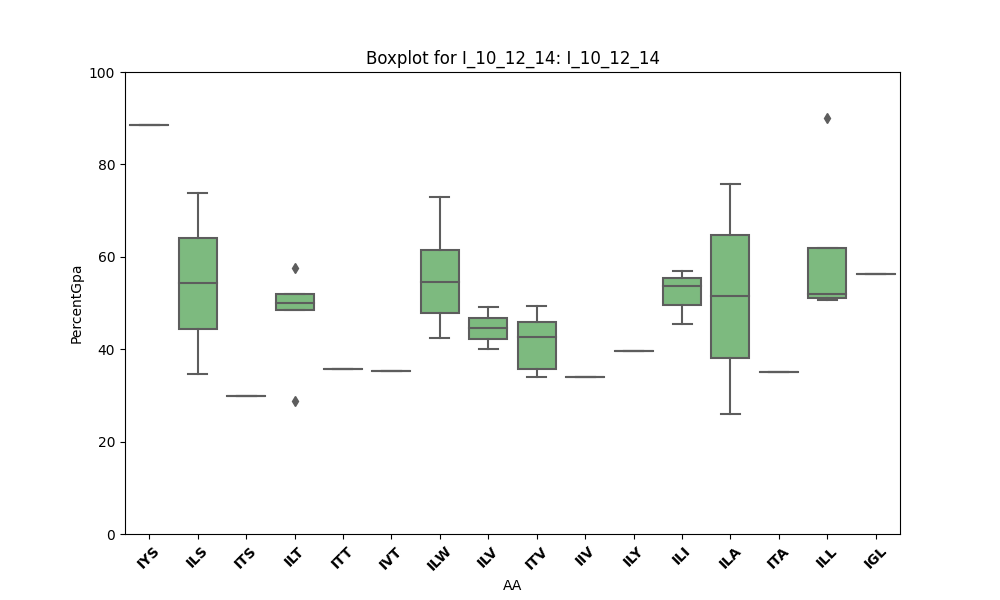 Boxplot for I_10_12_14: I_10_12_14
100
80
60
40
20
0
PercentGpa
IYS
ILS
ITS
ILT
ITT
IVT
ILW
ILV
ITV
IIV
ILY
ILI
ILA
ITA
ILL
IGL
AA